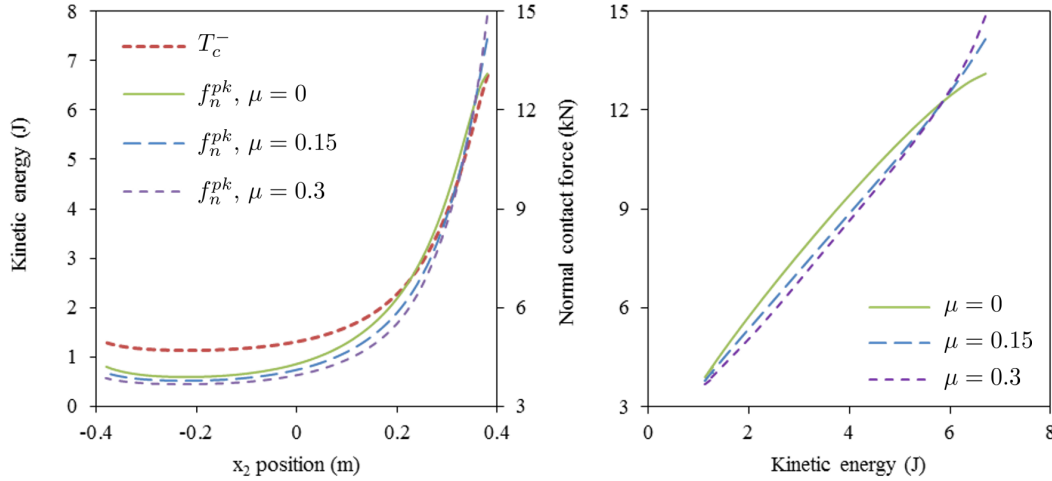 8
7
6
5
4
3
2
1
0
Kinetic energy (J)
T_c^-
f_n^{pk}, μ = 0
f_n^{pk}, μ = 0.15
f_n^{pk}, μ = 0.3
-0.4
-0.2
0
0.2
0.4
x₂ position (m)
15
12
9
6
3
Normal contact force (kN)
15
12
9
6
3
μ = 0
μ = 0.15
μ = 0.3
0
2
4
6
8
Kinetic energy (J)